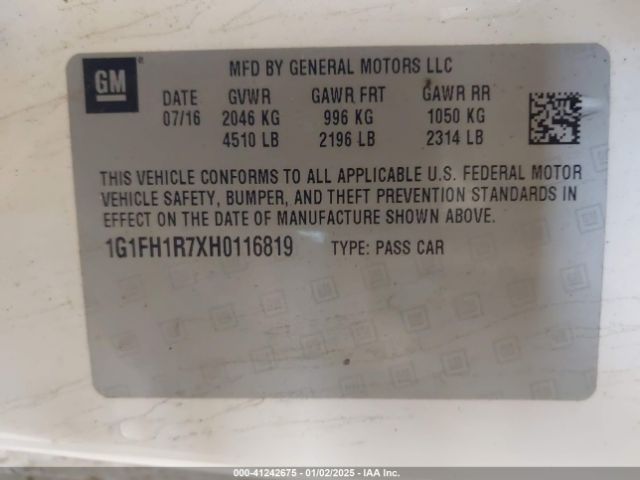 GM
MFD BY GENERAL MOTORS LLC
DATE GVWR GAWR FRT GAWR RR
07/16 2046 KG 996 KG 1050 KG
4510 LB 2196 LB 2314 LB
THIS VEHICLE CONFORMS TO ALL APPLICABLE U.S. FEDERAL MOTOR
VEHICLE SAFETY, BUMPER, AND THEFT PREVENTION STANDARDS IN
EFFECT ON THE DATE OF MANUFACTURE SHOWN ABOVE.
1G1FH1R7XH0116819 TYPE: PASS CAR
000-41242675 - 01/02/2025 - IAA Inc.